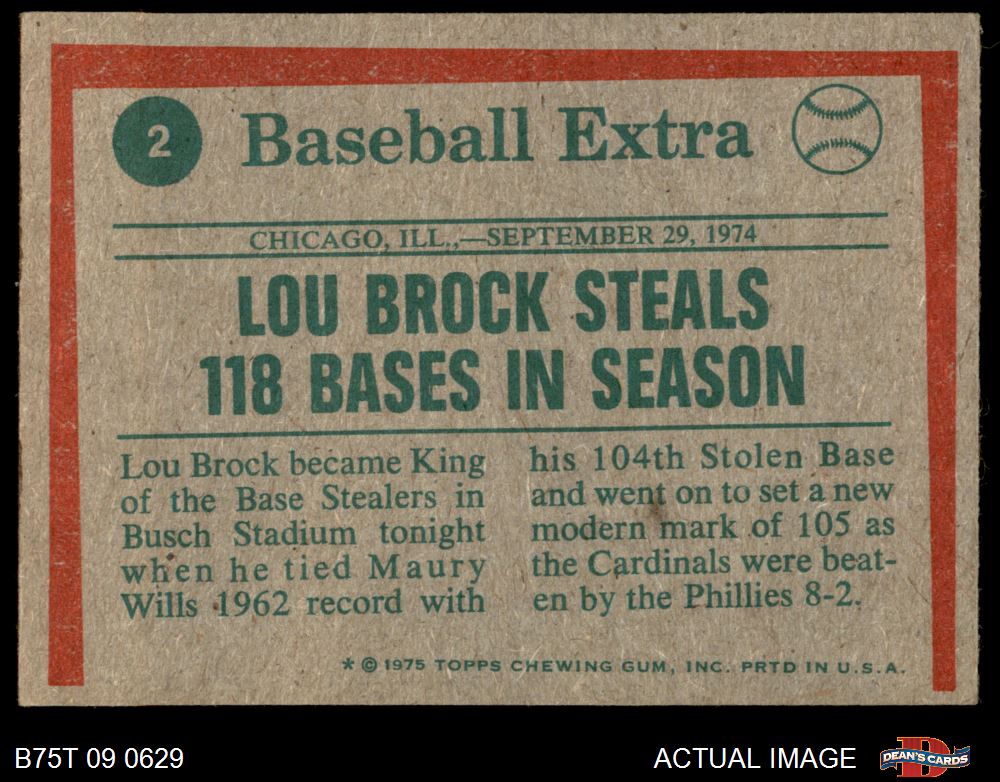 2
Baseball Extra
CHICAGO, ILL.,—SEPTEMBER 29, 1974
LOU BROCK STEALS
118 BASES IN SEASON
Lou Brock became King
of the Base Stealers in
Busch Stadium tonight
when he tied Maury
Wills 1962 record with
his 104th Stolen Base
and went on to set a new
modern mark of 105 as
the Cardinals were beat-
en by the Phillies 8-2.
* © 1975 TOPPS CHEWING GUM, INC. PRTD IN U.S.A.
B75T 09 0629
ACTUAL IMAGE
D
DEAN'S CARDS